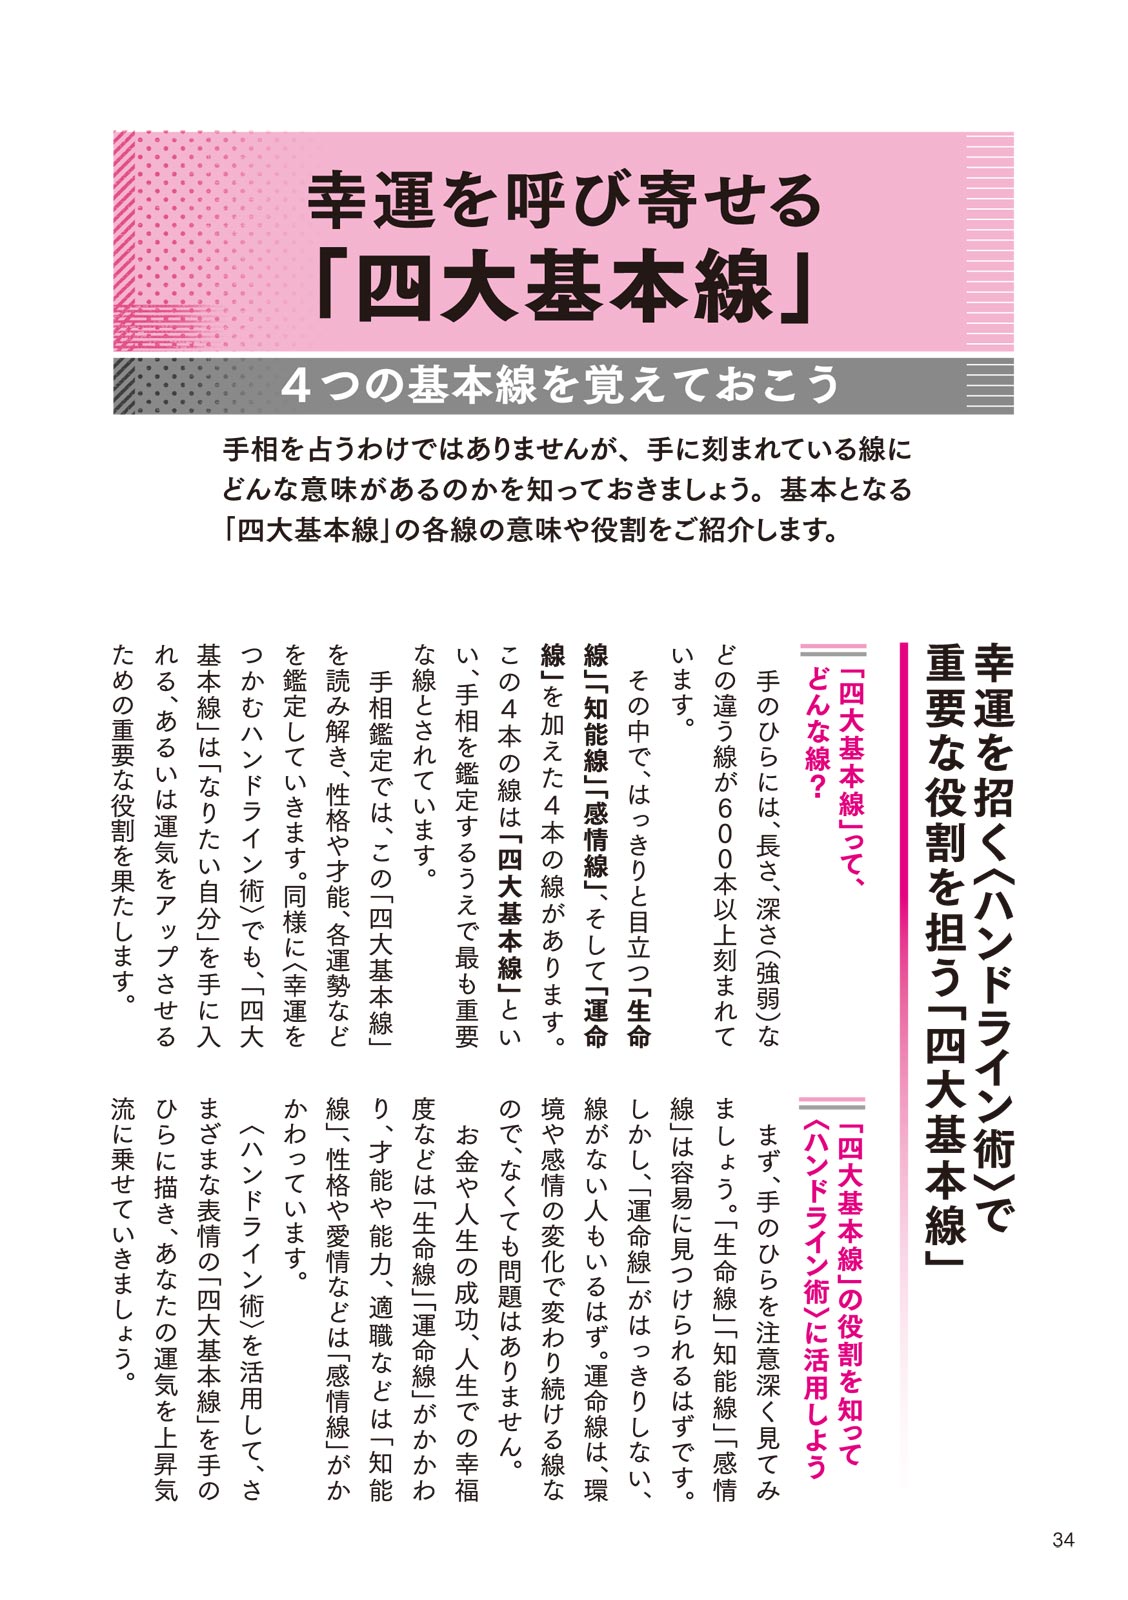 幸運を呼び寄せる
「四大基本線」
４つの基本線を覚えておこう
手相を占うわけではありませんが、手に刻まれている線に
どんな意味があるのかを知っておきましょう。基本となる
「四大基本線」の各線の意味や役割をご紹介します。
幸運を招く〈ハンドライン術〉で
重要な役割を担う「四大基本線」
「四大基本線」って、
どんな線？
手のひらには、長さ、深さ（強弱）な
どの違う線が６００本以上刻まれて
います。
その中で、はっきりと目立つ「生命
線」「知能線」「感情線」、そして「運命
線」を加えた４本の線があります。
この４本の線は「四大基本線」とい
い、手相を鑑定するうえで最も重要
な線とされています。
手相鑑定では、この「四大基本線」
を読み解き、性格や才能、各運勢など
を鑑定していきます。同様に〈幸運を
つかむハンドライン術〉でも、「四大
基本線」は「なりたい自分」を手に入
れる、あるいは運気をアップさせる
ための重要な役割を果たします。
「四大基本線」の役割を知って
〈ハンドライン術〉に活用しよう
まず、手のひらを注意深く見てみ
ましょう。「生命線」「知能線」「感情
線」は容易に見つけられるはずです。
しかし、「運命線」がはっきりしない、
線がない人もいるはず。運命線は、環
境や感情の変化で変わり続ける線な
ので、なくても問題はありません。
お金や人生の成功、人生での幸福
度などは「生命線」「運命線」がかかわ
り、才能や能力、適職などは「知能
線」、性格や愛情などは「感情線」がか
かわっています。
〈ハンドライン術〉を活用して、さ
まざまな表情の「四大基本線」を手の
ひらに描き、あなたの運気を上昇気
流に乗せていきましょう。
34